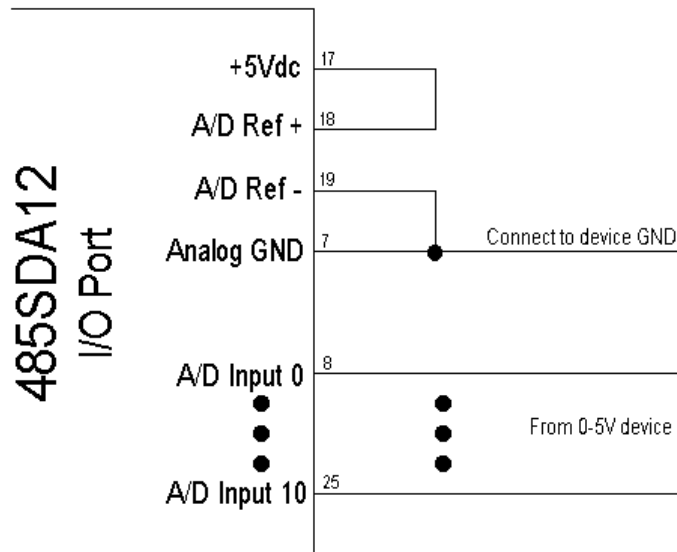 485SDA12
I/O Port
+5Vdc 17
A/D Ref + 18
A/D Ref - 19
Analog GND 7 Connect to device GND
A/D Input 0 8
From 0-5V device
A/D Input 10 25